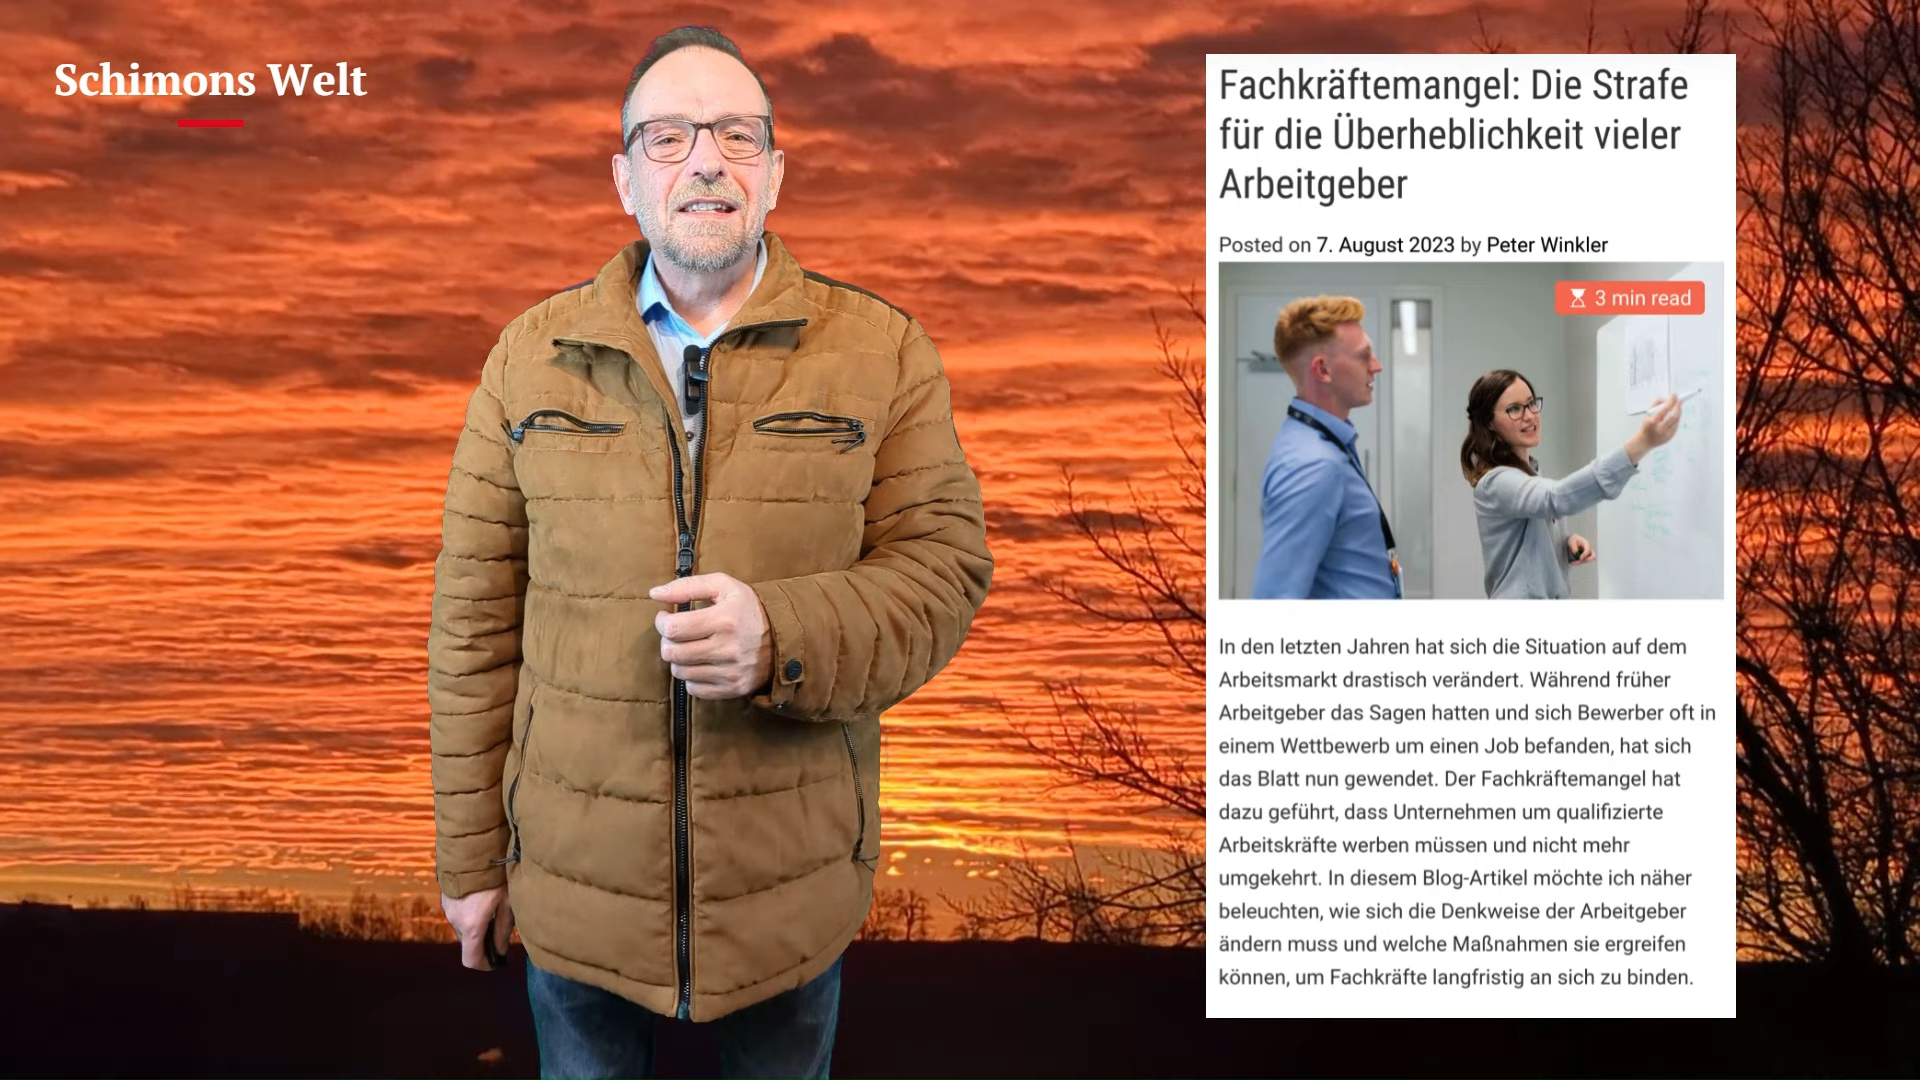 Schimons Welt
Fachkräftemangel: Die Strafe
für die Überheblichkeit vieler
Arbeitgeber
Posted on 7. August 2023 by Peter Winkler
3 min read
In den letzten Jahren hat sich die Situation auf dem
Arbeitsmarkt drastisch verändert. Während früher
Arbeitgeber das Sagen hatten und sich Bewerber oft in
einem Wettbewerb um einen Job befanden, hat sich
das Blatt nun gewendet. Der Fachkräftemangel hat
dazu geführt, dass Unternehmen um qualifizierte
Arbeitskräfte werben müssen und nicht mehr
umgekehrt. In diesem Blog-Artikel möchte ich näher
beleuchten, wie sich die Denkweise der Arbeitgeber
ändern muss und welche Maßnahmen sie ergreifen
können, um Fachkräfte langfristig an sich zu binden.